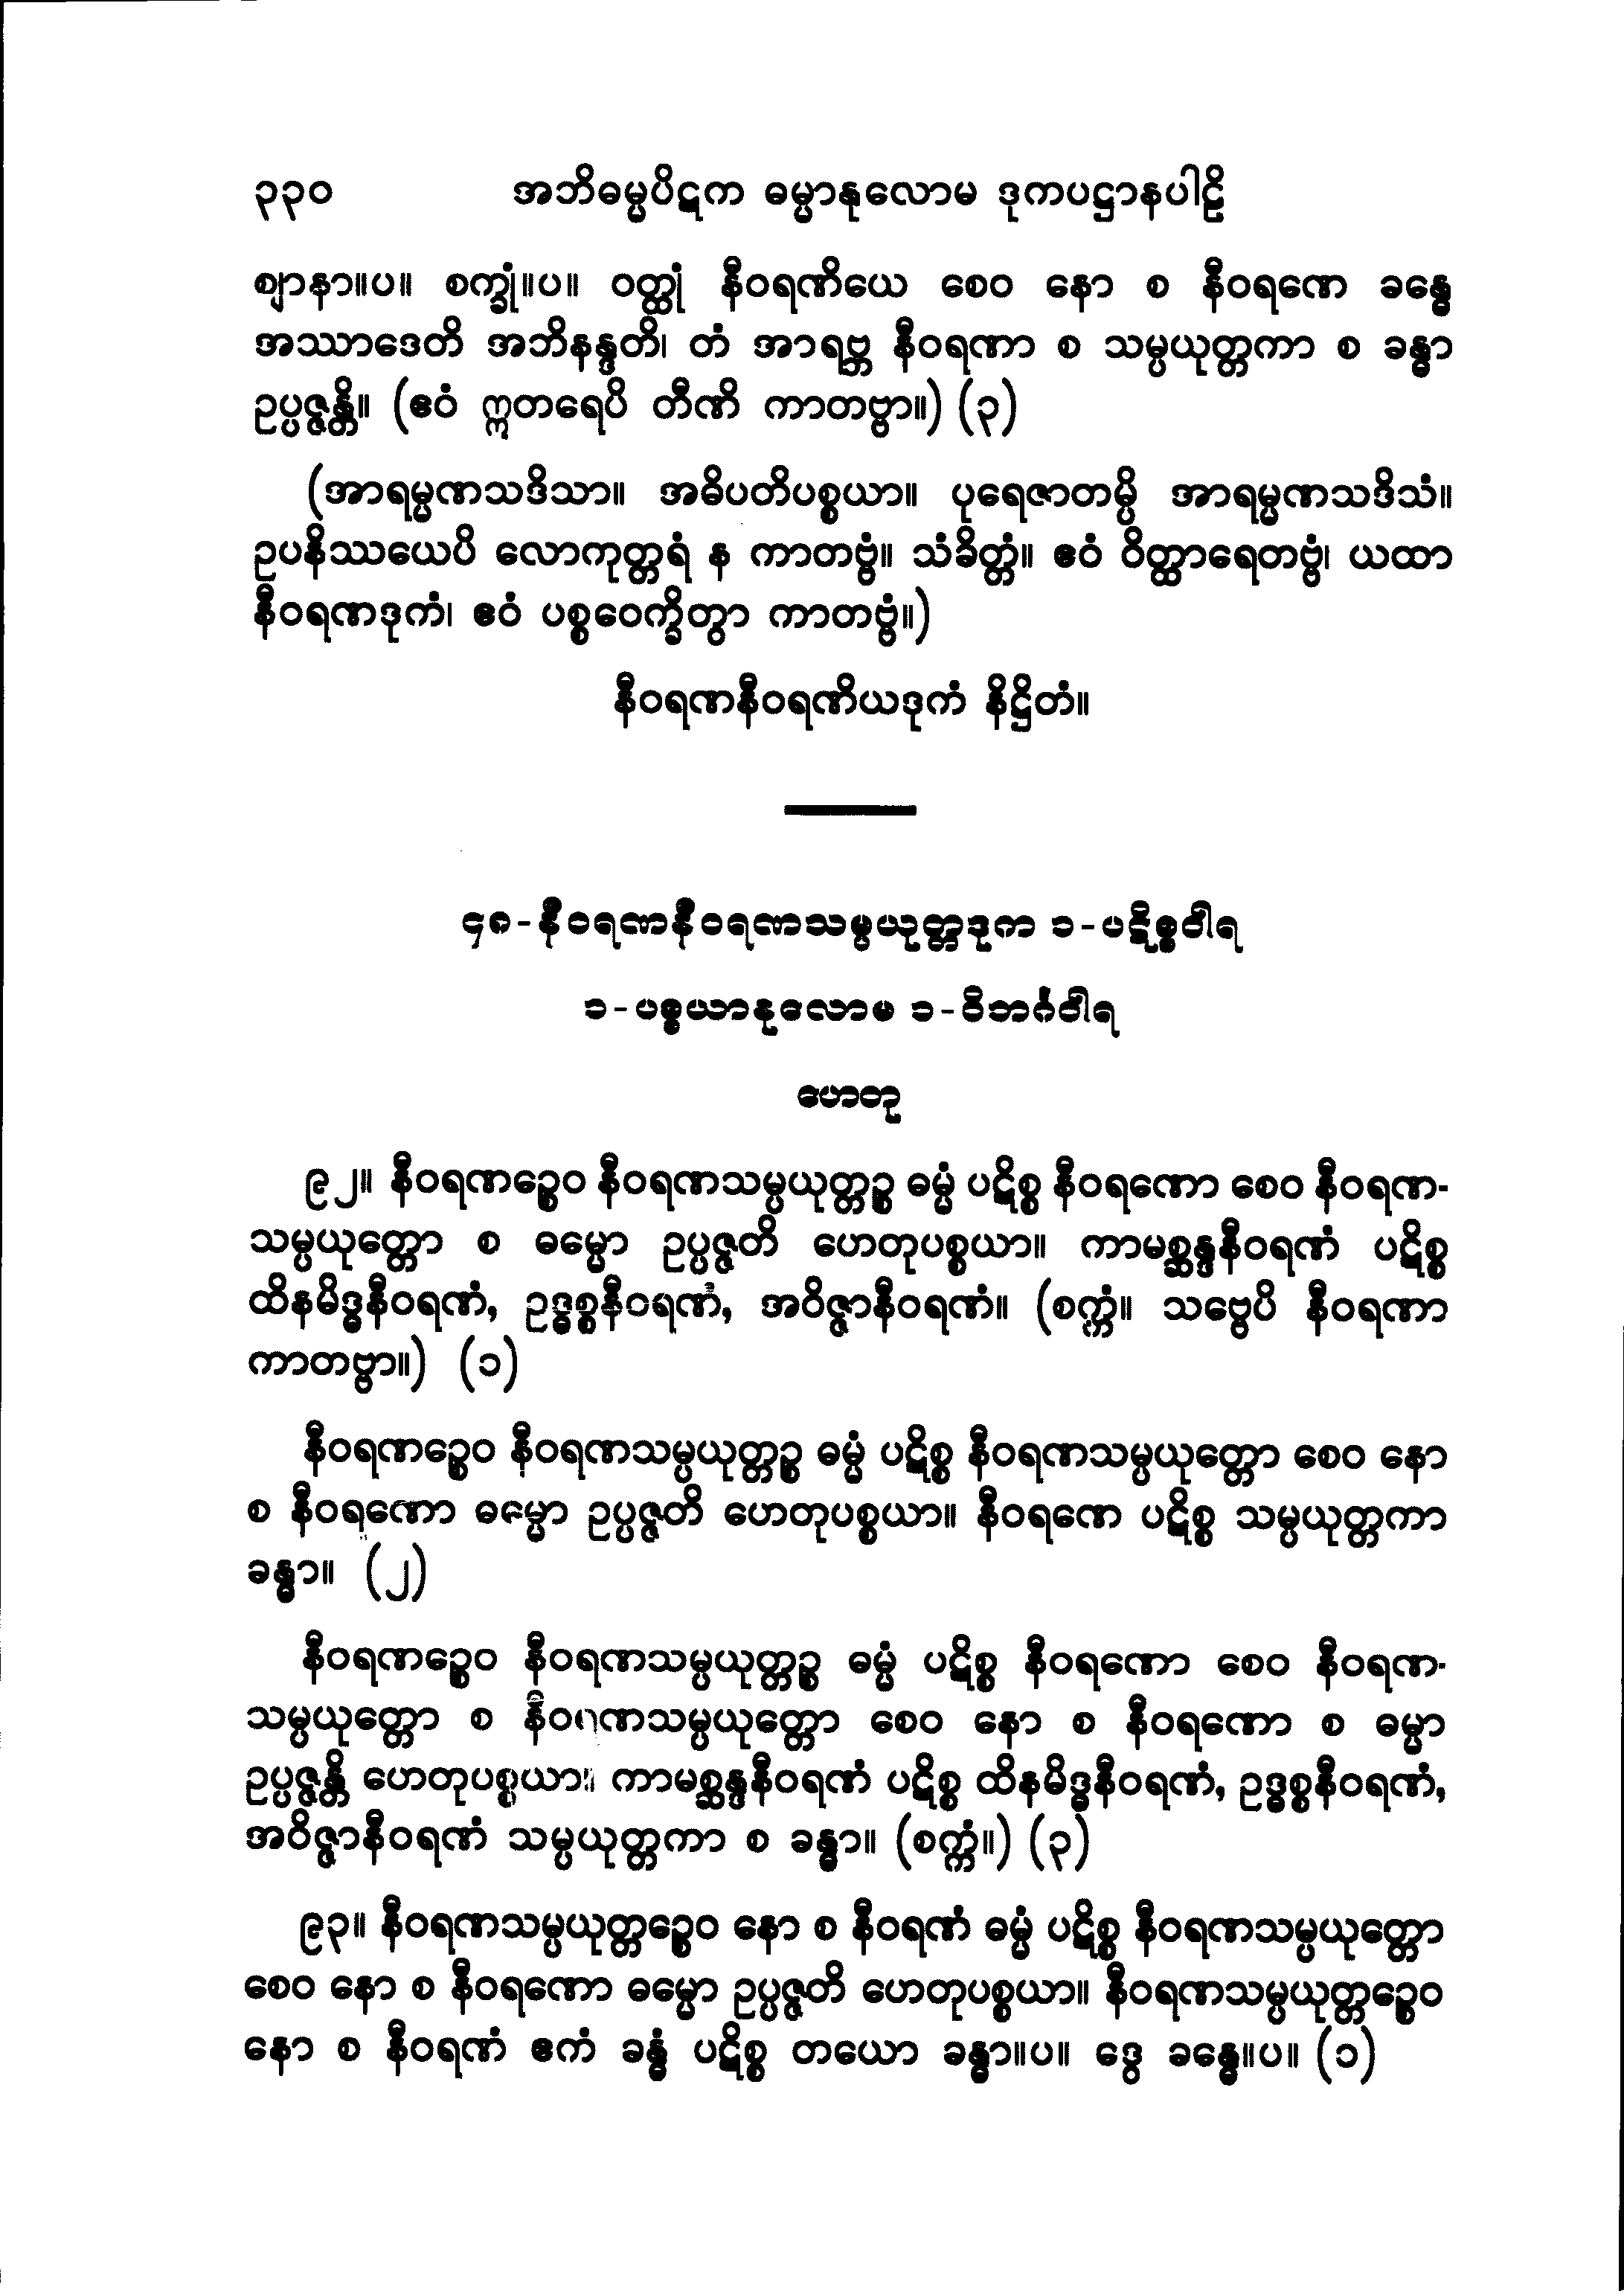 ၃၃၀ အဘိဓမ္မပိဋက ဓမ္မာနုလောမ ဒုကပဋ္ဌာနပါဠိ
ဈာနာ။ပ။ စက္ခုံ။ပ။ ဝတ္ထုံ နီဝရဏိယေ စေဝ နော စ နီဝရဏေ ခန္ဓေ
အဿာဒေတိ အဘိနန္ဒတိ၊ တံ အာရဗ္ဘ နီဝရဏာ စ သမ္ပယုတ္တကာ စ ခန္ဓာ
ဥပ္ပဇ္ဇန္တိ။ (ဧဝံ ဣတရေပိ တီဏိ ကာတဗ္ဗာ။) (၃)
(အာရမ္မဏသဒိသာ။ အဓိပတိပစ္စယာ။ ပုရေဇာတမ္ပိ အာရမ္မဏသဒိသံ။
ဥပနိဿယေပိ လောကုတ္တရံ န ကာတဗ္ဗံ။ သံခိတ္တံ။ ဧဝံ ဝိတ္ထာရေတဗ္ဗံ၊ ယထာ
နီဝရဏဒုကံ၊ ဧဝံ ပစ္စဝေက္ခိတွာ ကာတဗ္ဗံ။)
နီဝရဏနီဝရဏိယဒုကံ နိဋ္ဌိတံ။
၄၈-နီဝရဏနီဝရဏသမ္ပယုတ္တဒုက ၁-ပဋိစ္စဝါရ
၁-ပစ္စယာနုလောမ ၁-ဝိဘင်္ဂဝါရ
ဟေတု
၉၂။ နီဝရဏဉ္စေဝ နီဝရဏသမ္ပယုတ္တဉ္စ ဓမ္မံ ပဋိစ္စ နီဝရဏော စေဝ နီဝရဏ-
သမ္ပယုတ္တော စ ဓမ္မော ဥပ္ပဇ္ဇတိ ဟေတုပစ္စယာ။ ကာမစ္ဆန္ဒနီဝရဏံ ပဋိစ္စ
ထိနမိဒ္ဓနီဝရဏံ, ဥဒ္ဓစ္စနီဝရဏံ, အဝိဇ္ဇာနီဝရဏံ။ (စက္ကံ။ သဗ္ဗေပိ နီဝရဏာ
ကာတဗ္ဗာ။) (၁)
နီဝရဏဉ္စေဝ နီဝရဏသမ္ပယုတ္တဉ္စ ဓမ္မံ ပဋိစ္စ နီဝရဏသမ္ပယုတ္တော စေဝ နော
စ နီဝရဏော ဓမ္မော ဥပ္ပဇ္ဇတိ ဟေတုပစ္စယာ။ နီဝရဏေ ပဋိစ္စ သမ္ပယုတ္တကာ
ခန္ဓာ။ (၂)
နီဝရဏဉ္စေဝ နီဝရဏသမ္ပယုတ္တဉ္စ ဓမ္မံ ပဋိစ္စ နီဝရဏော စေဝ နီဝရဏ-
သမ္ပယုတ္တော စ နီဝရဏသမ္ပယုတ္တော စေဝ နော စ နီဝရဏော စ ဓမ္မာ
ဥပ္ပဇ္ဇန္တိ ဟေတုပစ္စယာ။ ကာမစ္ဆန္ဒနီဝရဏံ ပဋိစ္စ ထိနမိဒ္ဓနီဝရဏံ, ဥဒ္ဓစ္စနီဝရဏံ,
အဝိဇ္ဇာနီဝရဏံ သမ္ပယုတ္တကာ စ ခန္ဓာ။ (စက္ကံ။) (၃)
၉၃။ နီဝရဏသမ္ပယုတ္တဉ္စေဝ နော စ နီဝရဏံ ဓမ္မံ ပဋိစ္စ နီဝရဏသမ္ပယုတ္တော
စေဝ နော စ နီဝရဏော ဓမ္မော ဥပ္ပဇ္ဇတိ ဟေတုပစ္စယာ။ နီဝရဏသမ္ပယုတ္တဉ္စေဝ
နော စ နီဝရဏံ ဧကံ ခန္ဓံ ပဋိစ္စ တယော ခန္ဓာ။ပ။ ဒွေ ခန္ဓေ။ပ။ (၁)